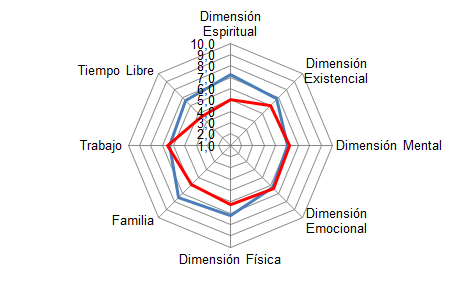 Dimensión
Espiritual
10,0
9,0
8,0
7,0
6,0
5,0
4,0
3,0
2,0
1,0
Dimensión
Existencial
Dimensión Mental
Dimensión
Emocional
Dimensión Física
Familia
Trabajo
Tiempo Libre